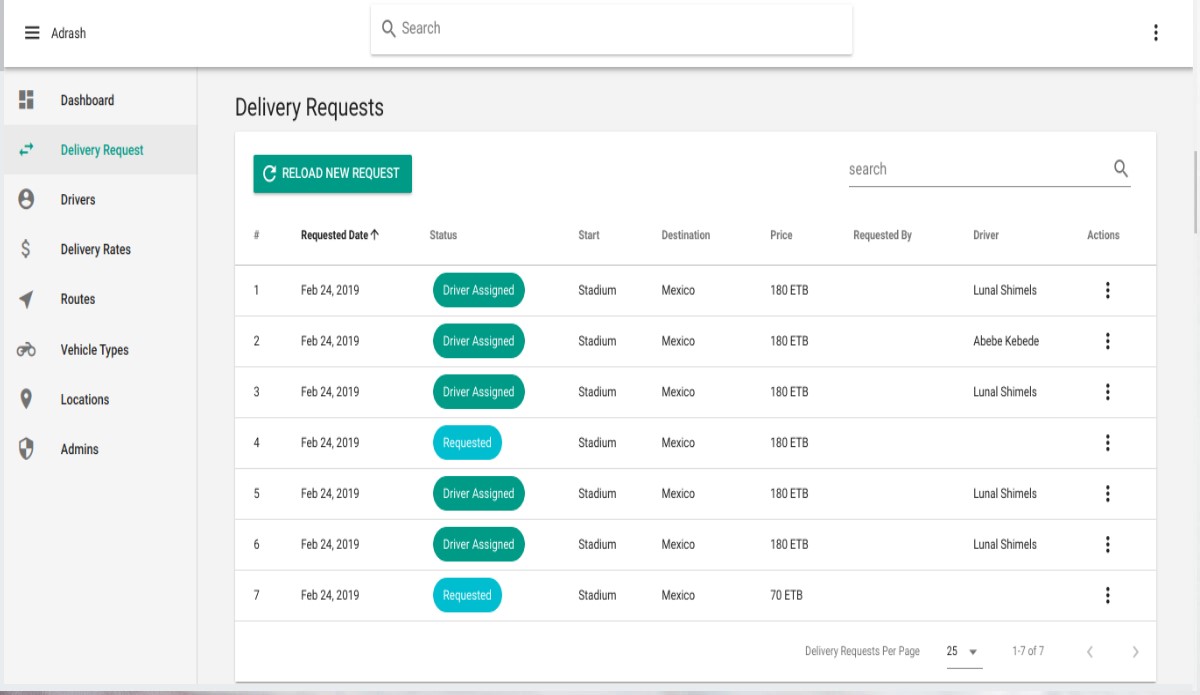 Adrash
Search
Dashboard
Delivery Request
Drivers
Delivery Rates
Routes
Vehicle Types
Locations
Admins
Delivery Requests
RELOAD NEW REQUEST
search
# Requested Date Status Start Destination Price Requested By Driver Actions
1 Feb 24, 2019 Driver Assigned Stadium Mexico 180 ETB Lunal Shimels
2 Feb 24, 2019 Driver Assigned Stadium Mexico 180 ETB Abebe Kebede
3 Feb 24, 2019 Driver Assigned Stadium Mexico 180 ETB Lunal Shimels
4 Feb 24, 2019 Requested Stadium Mexico 180 ETB
5 Feb 24, 2019 Driver Assigned Stadium Mexico 180 ETB Lunal Shimels
6 Feb 24, 2019 Driver Assigned Stadium Mexico 180 ETB Lunal Shimels
7 Feb 24, 2019 Requested Stadium Mexico 70 ETB
Delivery Requests Per Page 25 1-7 of 7